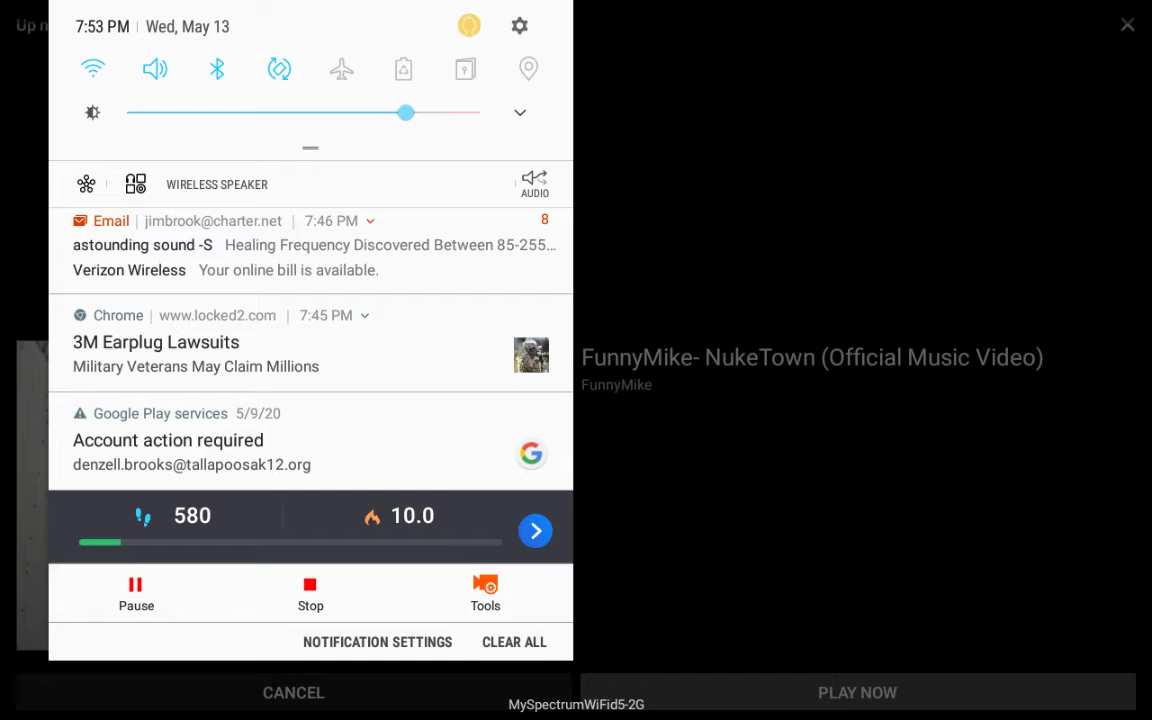 Up n
7:53 PM Wed, May 13
WIRELESS SPEAKER
AUDIO
Email jimbrook@charter.net 7:46 PM 8
astounding sound -S Healing Frequency Discovered Between 85-255...
Verizon Wireless Your online bill is available.
Chrome www.locked2.com 7:45 PM
3M Earplug Lawsuits
Military Veterans May Claim Millions
FunnyMike- NukeTown (Official Music Video)
FunnyMike
Google Play services 5/9/20
Account action required
denzell.brooks@tallapoosak12.org
580 10.0
Pause Stop Tools
NOTIFICATION SETTINGS CLEAR ALL
CANCEL PLAY NOW
MySpectrumWiFid5-2G